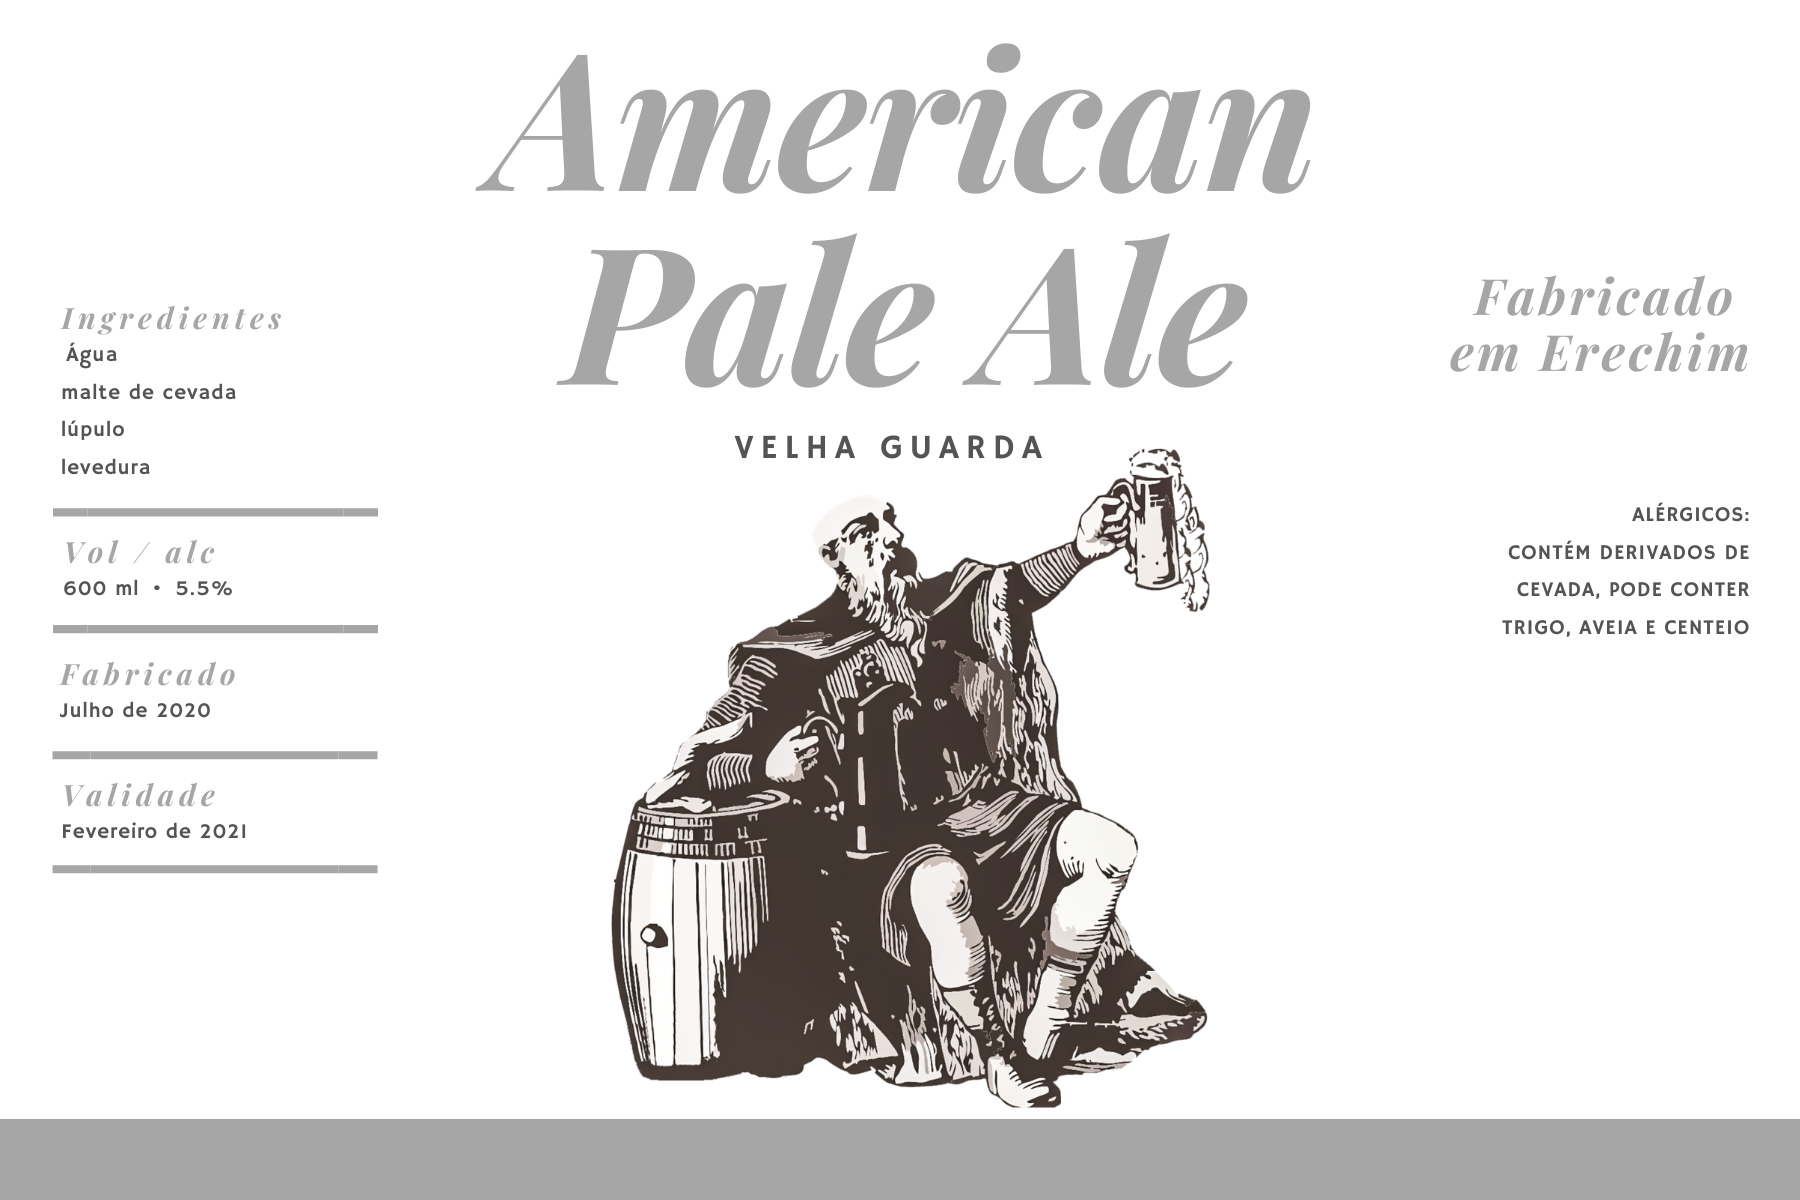 American
Pale Ale
VELHA GUARDA
Ingredientes
Água
malte de cevada
lúpulo
levedura
Vol / alc
600 ml • 5.5%
Fabricado
Julho de 2020
Validade
Fevereiro de 2021
Fabricado
em Erechim
ALÉRGICOS:
CONTÉM DERIVADOS DE
CEVADA, PODE CONTER
TRIGO, AVEIA E CENTEIO